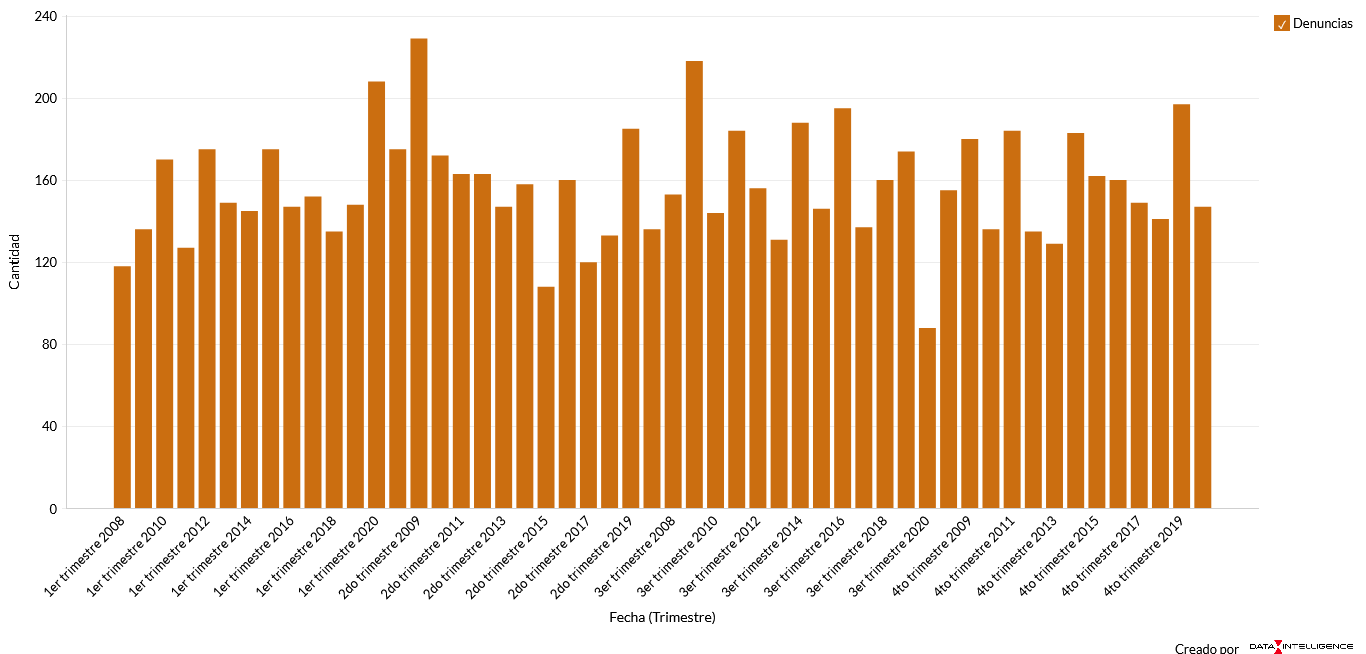 240
200
160
120
80
40
0
Cantidad
✓ Denuncias
1er trimestre 2008
1er trimestre 2010
1er trimestre 2012
1er trimestre 2014
1er trimestre 2016
1er trimestre 2018
1er trimestre 2020
2do trimestre 2009
2do trimestre 2011
2do trimestre 2013
2do trimestre 2015
2do trimestre 2017
2do trimestre 2019
3er trimestre 2008
3er trimestre 2010
3er trimestre 2012
3er trimestre 2014
3er trimestre 2016
3er trimestre 2018
3er trimestre 2020
4to trimestre 2009
4to trimestre 2011
4to trimestre 2013
4to trimestre 2015
4to trimestre 2017
4to trimestre 2019
Fecha (Trimestre)
Creado por DATA INTELLIGENCE